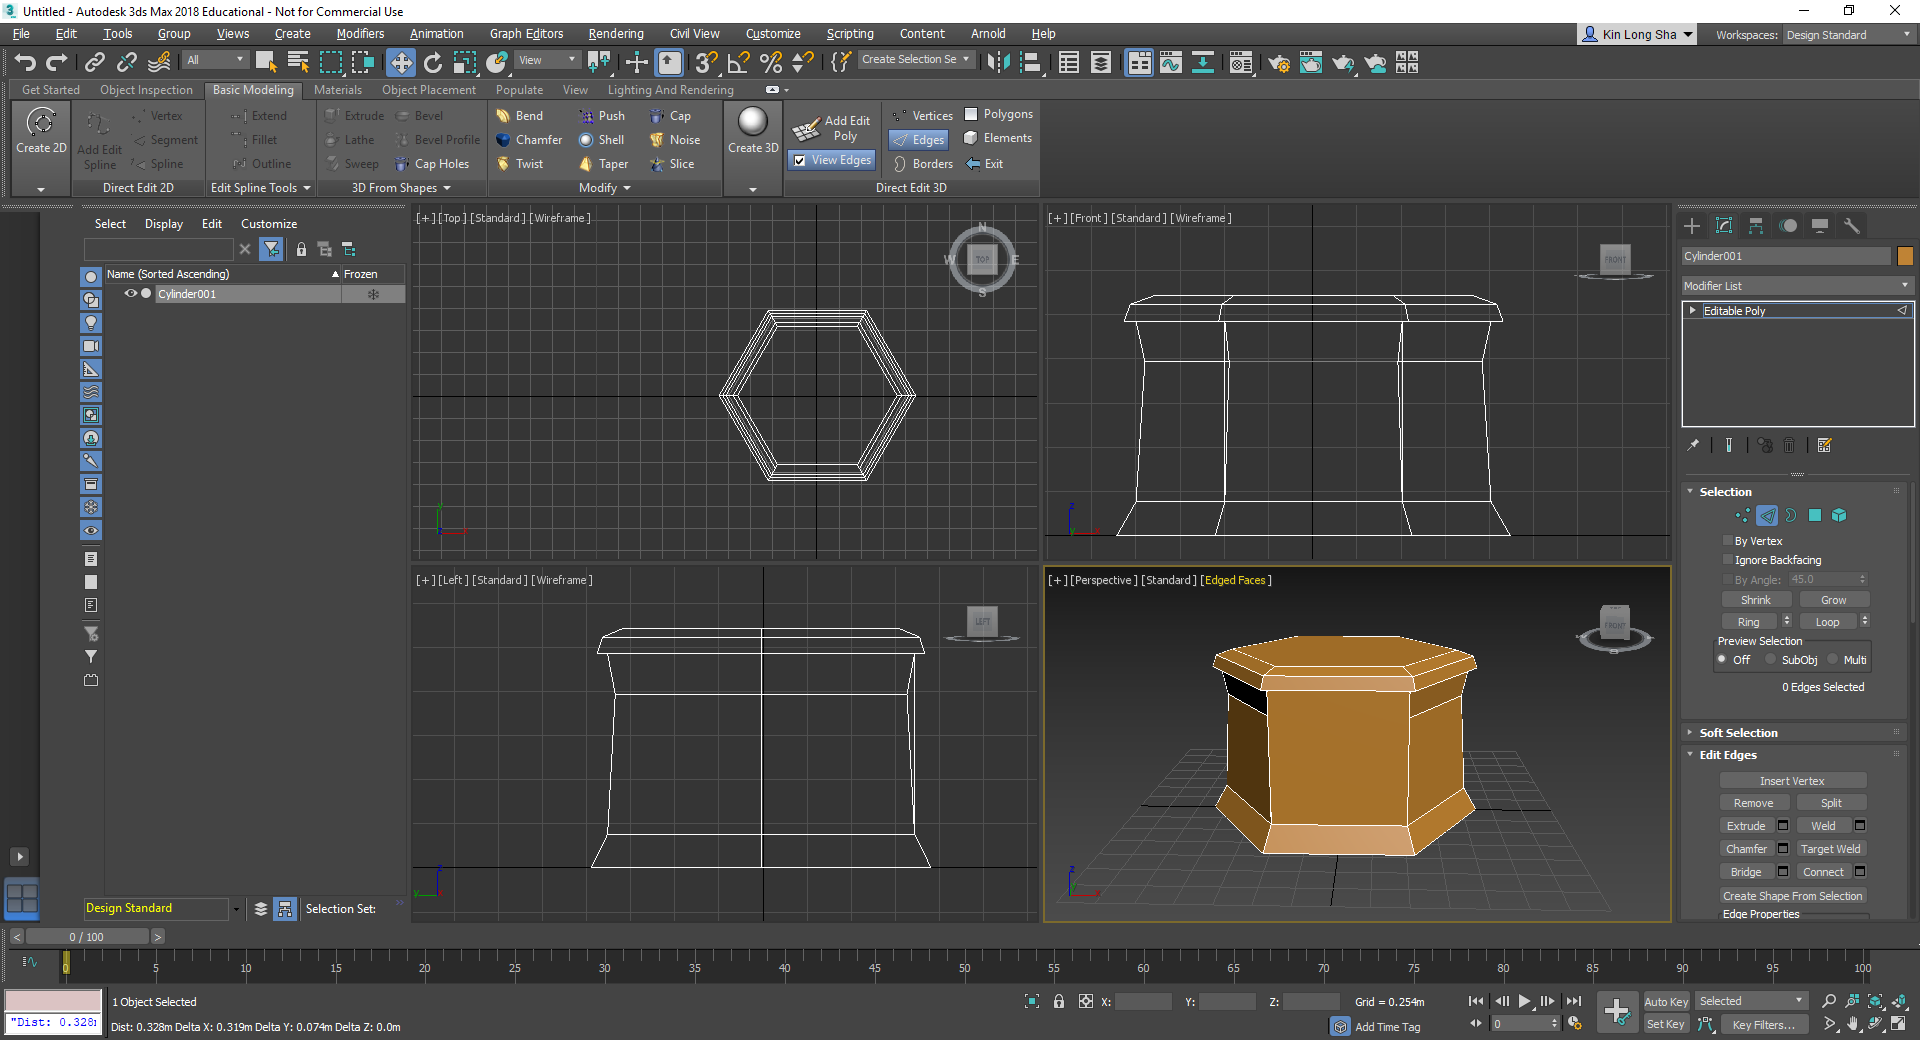 Untitled - Autodesk 3ds Max 2018 Educational - Not for Commercial Use
File Edit Tools Group Views Create Modifiers Animation Graph Editors Rendering Civil View Customize Scripting Content Arnold Help Kin Long Sha Workspaces: Design Standard
All View Create Selection Se
Get Started Object Inspection Basic Modeling Materials Object Placement Populate View Lighting And Rendering
Create 2D Add Edit Spline Vertex Segment Spline
Direct Edit 2D
Extend Fillet Outline
Edit Spline Tools
Extrude Bevel
Lathe Bevel Profile
Sweep Cap Holes
3D From Shapes
Bend Push Cap
Chamfer Shell Noise
Twist Taper Slice
Modify
Create 3D
Add Edit Poly
View Edges
Vertices Polygons
Edges Elements
Borders Exit
Direct Edit 3D
Select Display Edit Customize
Name (Sorted Ascending) Frozen
Cylinder001
[+] [Top] [Standard] [Wireframe]
N
W TOP E
S
y
z x
[+] [Front] [Standard] [Wireframe]
FRONT
z
y x
[+] [Left] [Standard] [Wireframe]
LEFT
z
y x
[+] [Perspective] [Standard] [Edged Faces]
FRONT
z
x
Cylinder001
Modifier List
Editable Poly
Selection
By Vertex
Ignore Backfacing
By Angle: 45.0
Shrink Grow
Ring Loop
Preview Selection
Off SubObj Multi
0 Edges Selected
Soft Selection
Edit Edges
Insert Vertex
Remove Split
Extrude Weld
Chamfer Target Weld
Bridge Connect
Create Shape From Selection
Edge Properties
Design Standard Selection Set:
< 0 / 100 >
0 5 10 15 20 25 30 35 40 45 50 55 60 65 70 75 80 85 90 95 100
1 Object Selected X: Y: Z: Grid = 0.254m Auto Key Selected
"Dist: 0.328m Dist: 0.328m Delta X: 0.319m Delta Y: 0.074m Delta Z: 0.0m Add Time Tag 0 Set Key Key Filters...